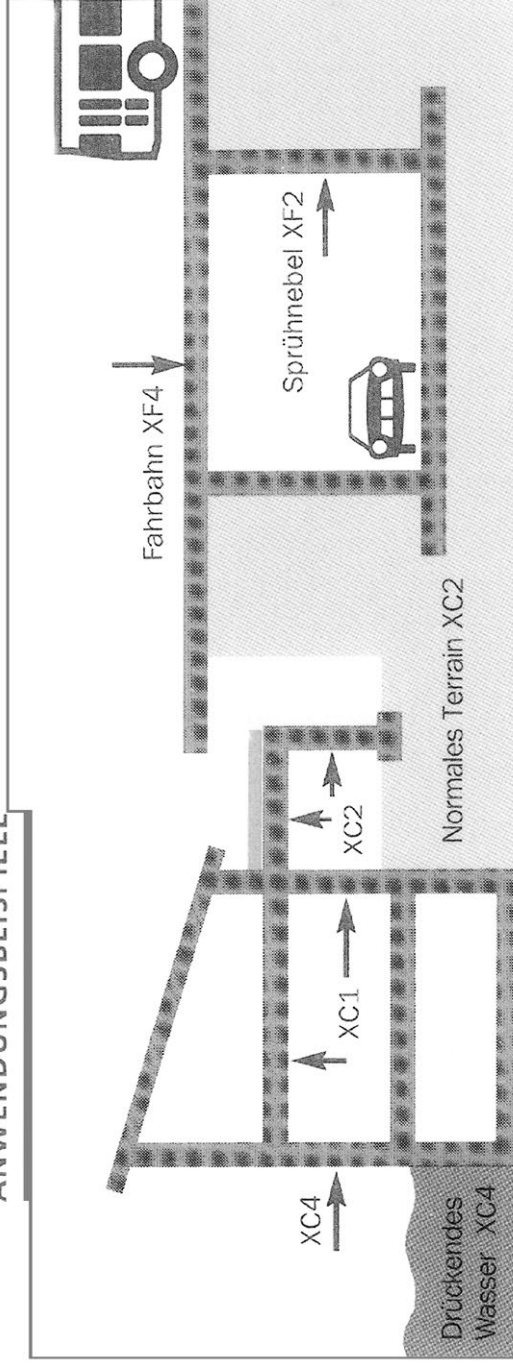 ANWENDUNGSBEISPIELE
Fahrbahn XF4
Sprühnebel XF2
XC4
XC1
XC2
Normales Terrain XC2
Drückendes
Wasser XC4